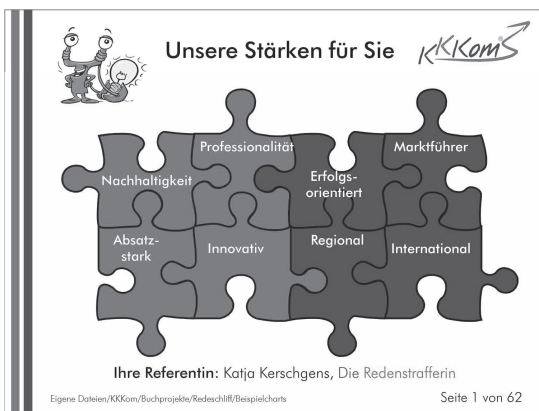 Unsere Stärken für Sie
KKKomS
Professionalität
Marktführer
Nachhaltigkeit
Erfolgs-
orientiert
Absatz-
stark
Innovativ
Regional
International
Ihre Referentin: Katja Kerschgens, Die Redenstrafferin
Eigene Dateien/KKKom/Buchprojekte/Redeschliff/Beispielcharts
Seite 1 von 62